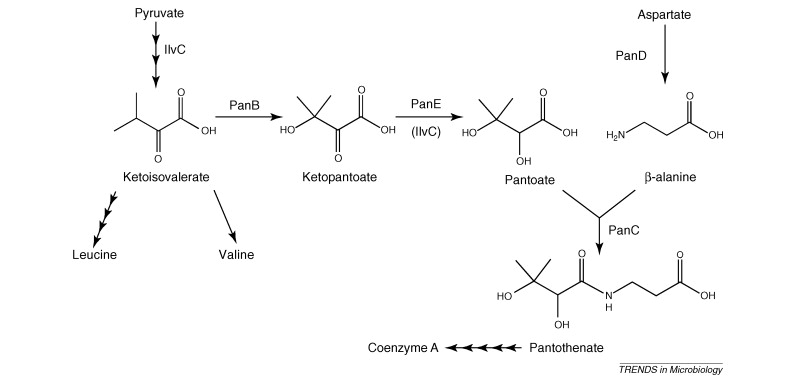 Pyruvate
Aspartate
IlvC
PanD
O
OH
O
PanB
HO
O
OH
O
PanE
(IlvC)
HO
O
OH
OH
H2N
O
OH
Ketoisovalerate
Ketopantoate
Pantoate
β-alanine
PanC
Leucine
Valine
HO
OH
O
N
H
O
OH
Coenzyme A
Pantothenate
TRENDS in Microbiology